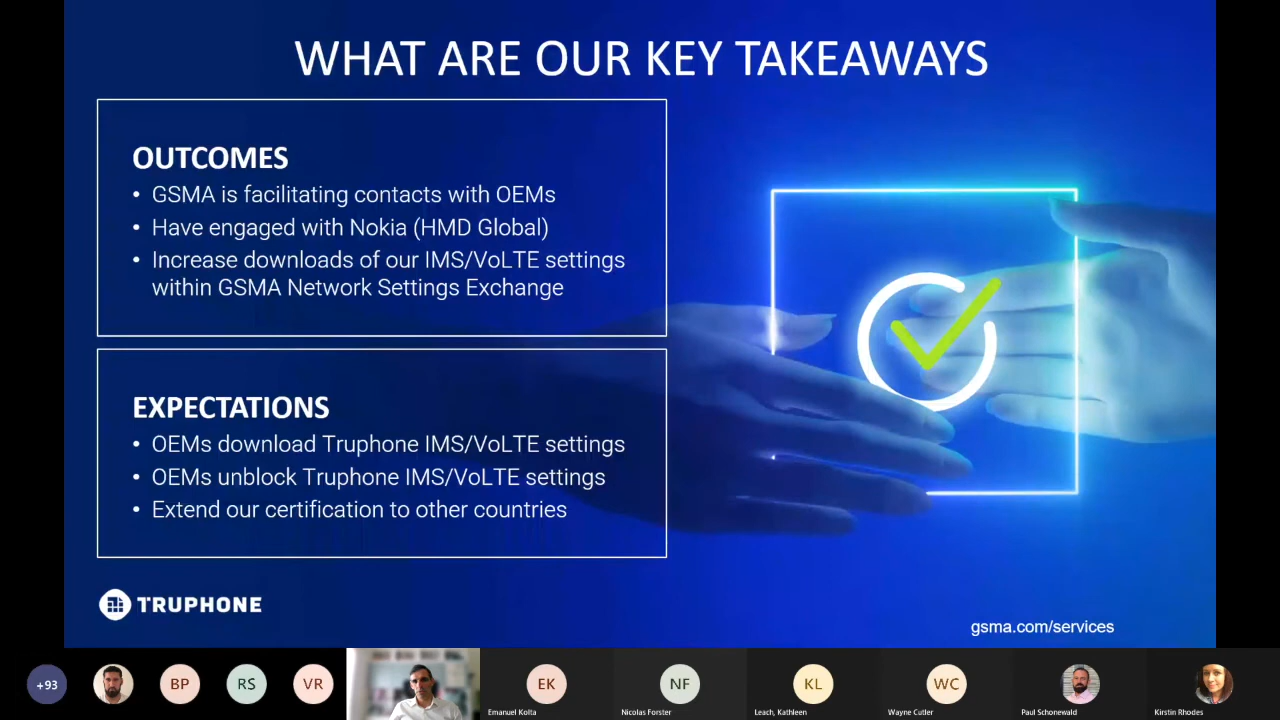 WHAT ARE OUR KEY TAKEAWAYS
OUTCOMES
• GSMA is facilitating contacts with OEMs
• Have engaged with Nokia (HMD Global)
• Increase downloads of our IMS/VoLTE settings
within GSMA Network Settings Exchange
EXPECTATIONS
• OEMs download Truphone IMS/VoLTE settings
• OEMs unblock Truphone IMS/VoLTE settings
• Extend our certification to other countries
TRUPHONE
gsma.com/services
+93
BP
RS
VR
EK
NF
KL
WC
Emanuel Kolta
Nicolas Forster
Leach, Kathleen
Wayne Cutler
Paul Schonewald
Kirstin Rhodes